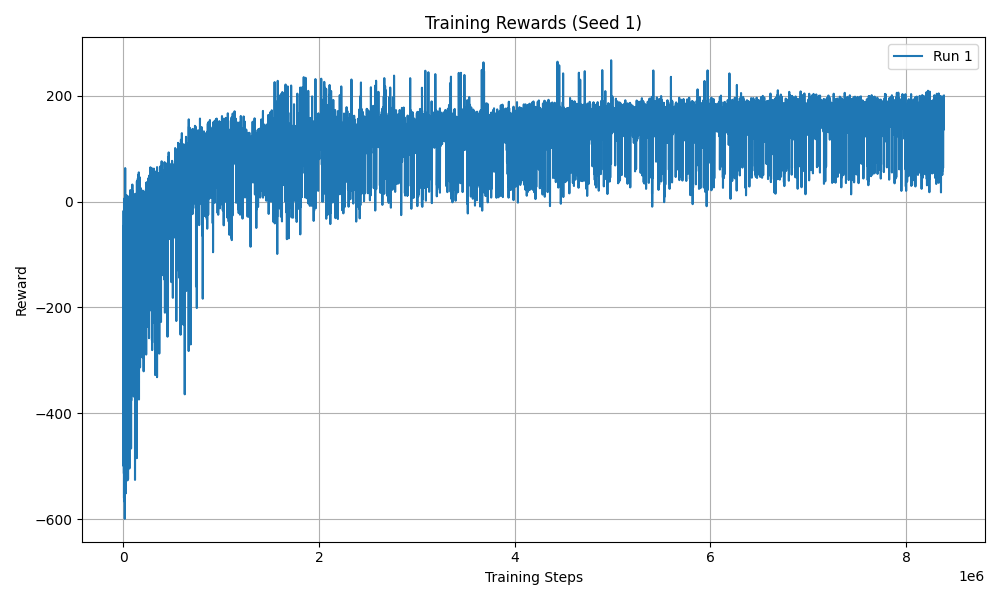 Training Rewards (Seed 1)
Run 1
Reward
200
0
−200
−400
−600
0 2 4 6 8
1e6
Training Steps